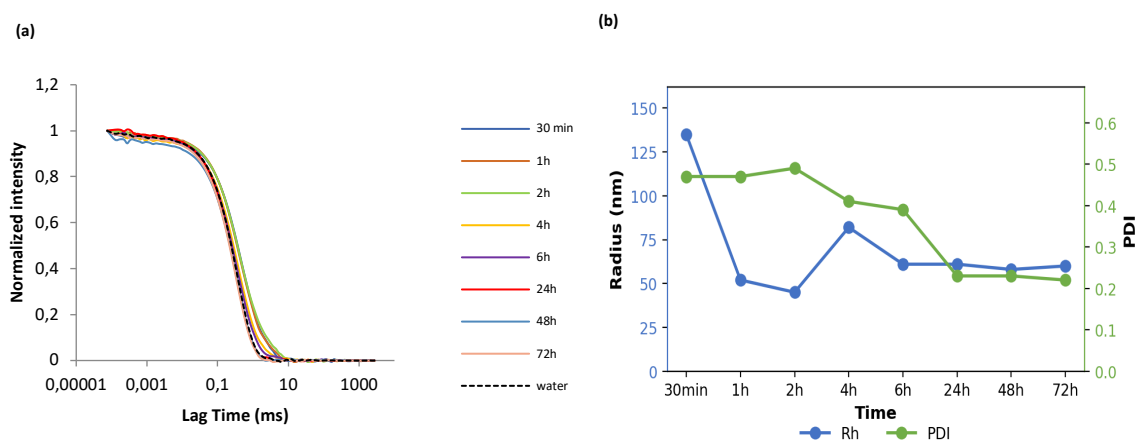 (a)
1,2
1
0,8
0,6
0,4
0,2
0
0,00001 0,001 0,1 10 1000
Normalized intensity
Lag Time (ms)
30 min
1h
2h
4h
6h
24h
48h
72h
water
(b)
150
125
100
75
50
25
0
Radius (nm)
0.6
0.5
0.4
0.3
0.2
0.1
0.0
PDI
30min 1h 2h 4h 6h 24h 48h 72h
Time
Rh PDI